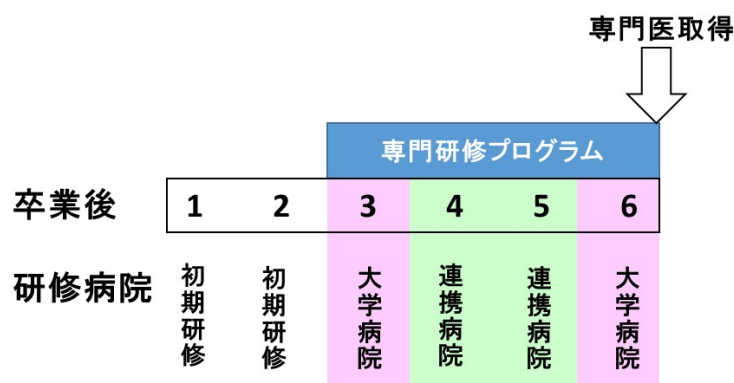 専門医取得
専門研修プログラム
卒業後 1 2 3 4 5 6
研修病院 初期研修 初期研修 大学病院 連携病院 連携病院 大学病院